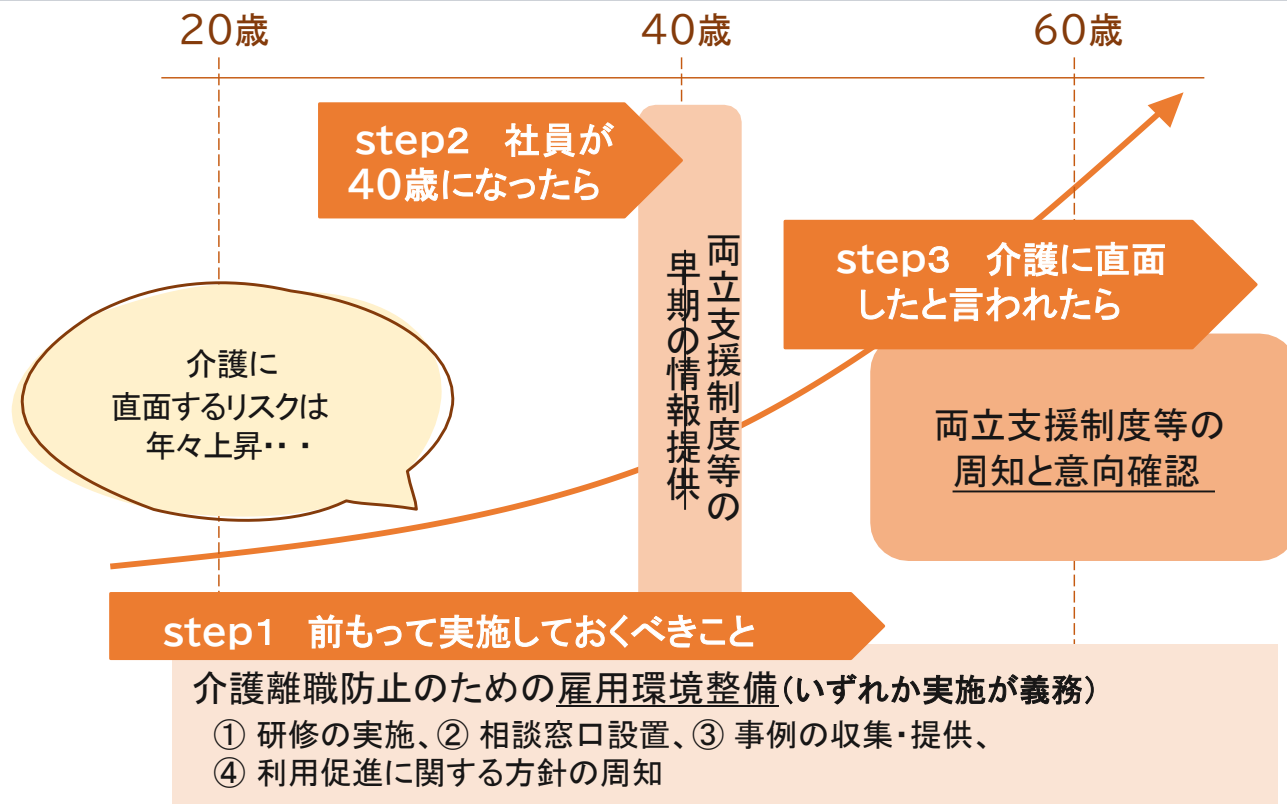 20歳
40歳
60歳
step2 社員が
40歳になったら
両立支援制度等の
早期の情報提供
step3 介護に直面
したと言われたら
介護に
直面するリスクは
年々上昇・・・
両立支援制度等の
周知と意向確認
step1 前もって実施しておくべきこと
介護離職防止のための雇用環境整備(いずれか実施が義務)
① 研修の実施、② 相談窓口設置、③ 事例の収集・提供、
④ 利用促進に関する方針の周知